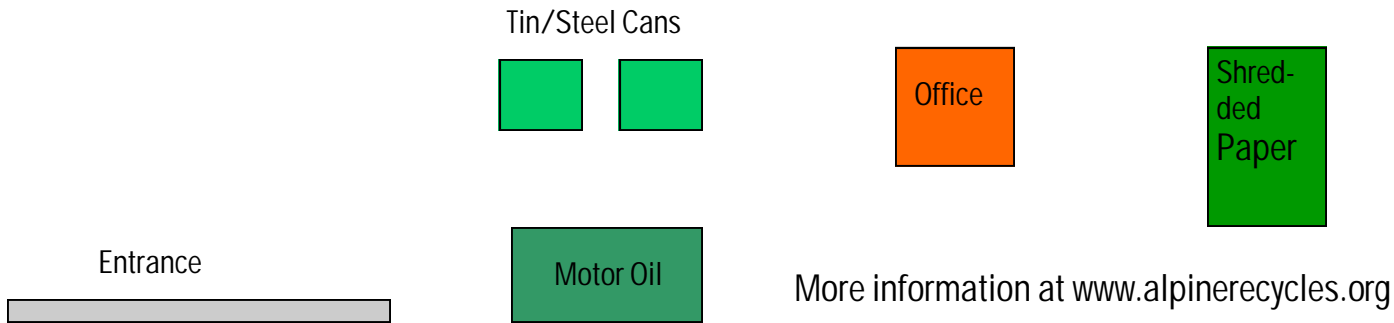 Tin/Steel Cans
Office
Shred-
ded
Paper
Entrance
Motor Oil
More information at www.alpinerecycles.org